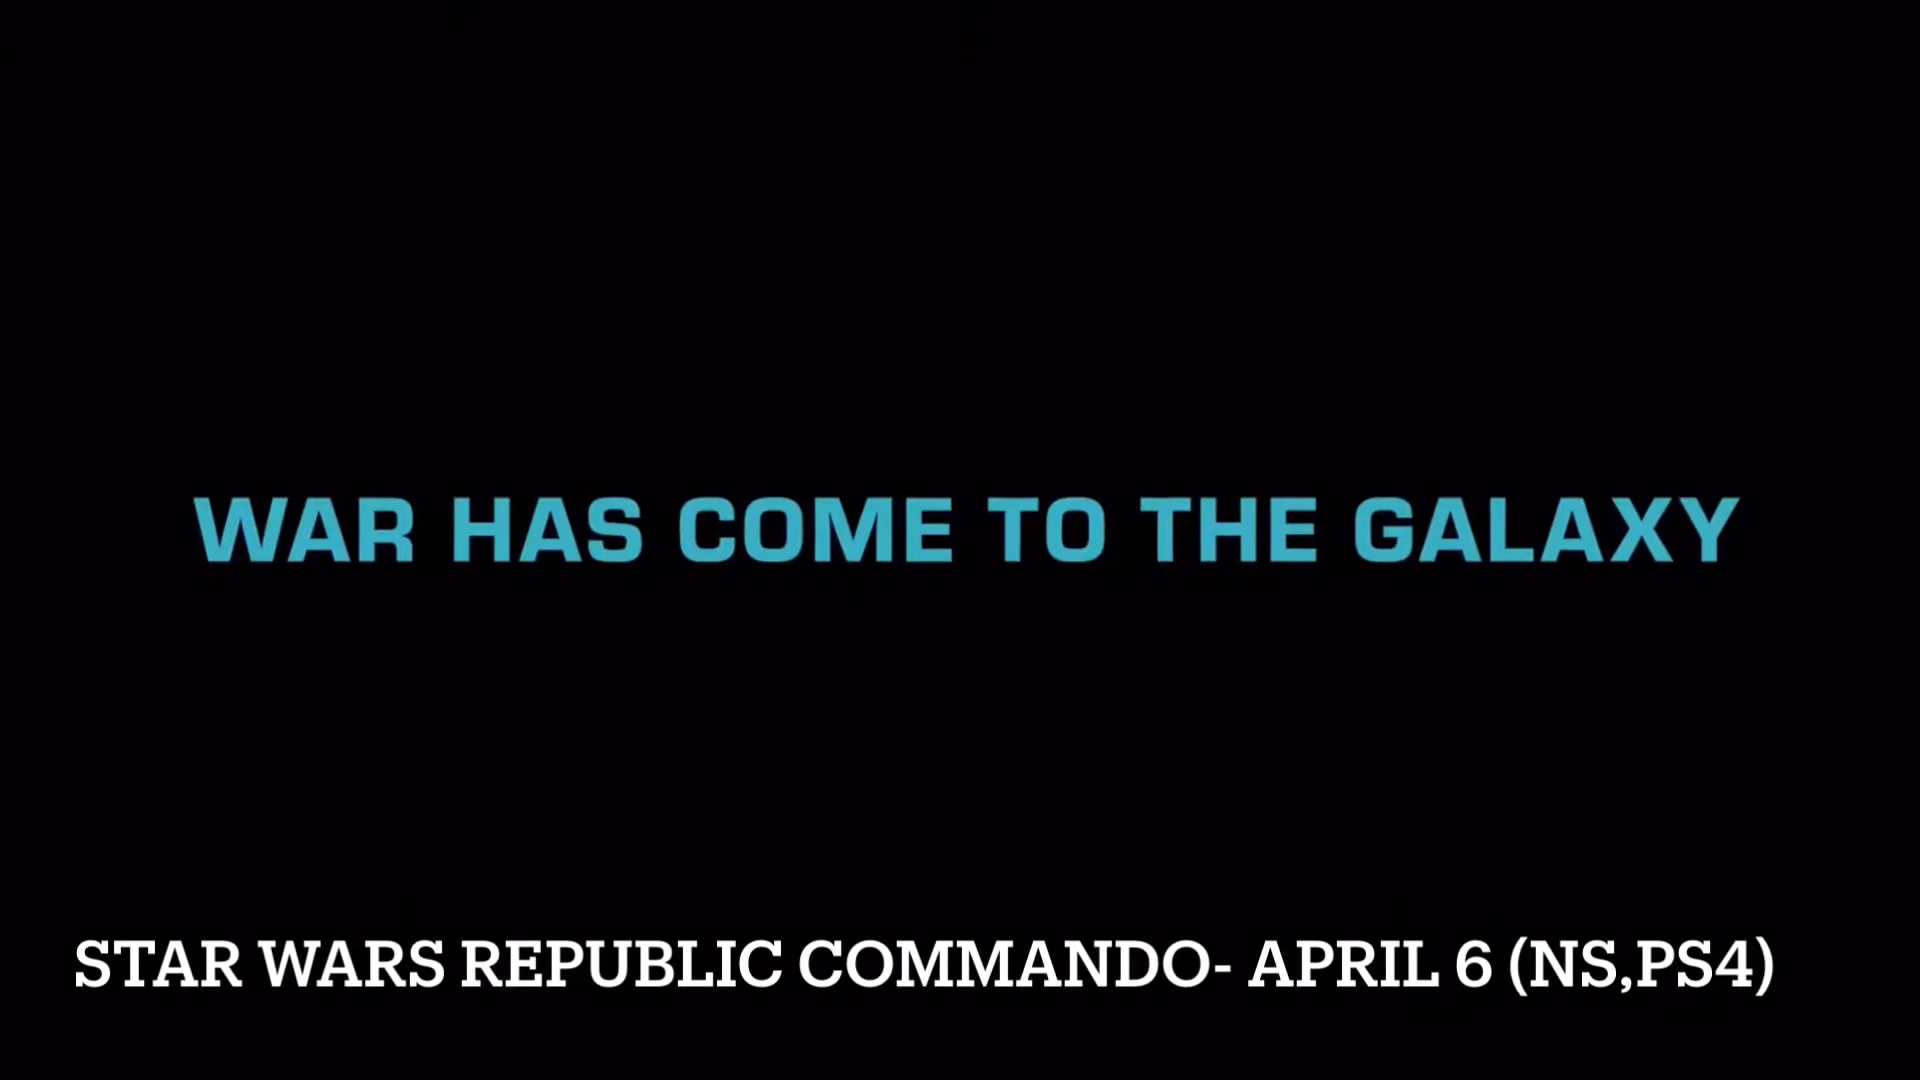 WAR HAS COME TO THE GALAXY
STAR WARS REPUBLIC COMMANDO- APRIL 6 (NS,PS4)